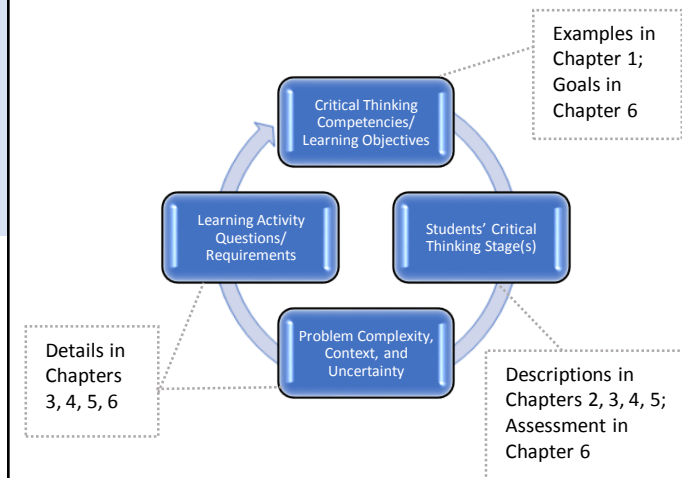 Examples in
Chapter 1;
Goals in
Chapter 6
Critical Thinking
Competencies/
Learning Objectives
Learning Activity
Questions/
Requirements
Students' Critical
Thinking Stage(s)
Problem Complexity,
Context, and
Uncertainty
Details in
Chapters
3, 4, 5, 6
Descriptions in
Chapters 2, 3, 4, 5;
Assessment in
Chapter 6